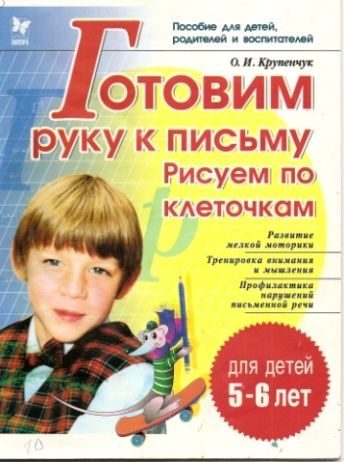 Пособие для детей,
родителей и воспитателей
О. И. Крупенчук
ГОТОВИМ
РУКУ К ПИСЬМУ
РИСУЕМ ПО
КЛЕТОЧКАМ
Развитие
мелкой моторики
Тренировка внимания
и мышления
Профилактика
нарушений
письменной речи
для детей
5-6 лет